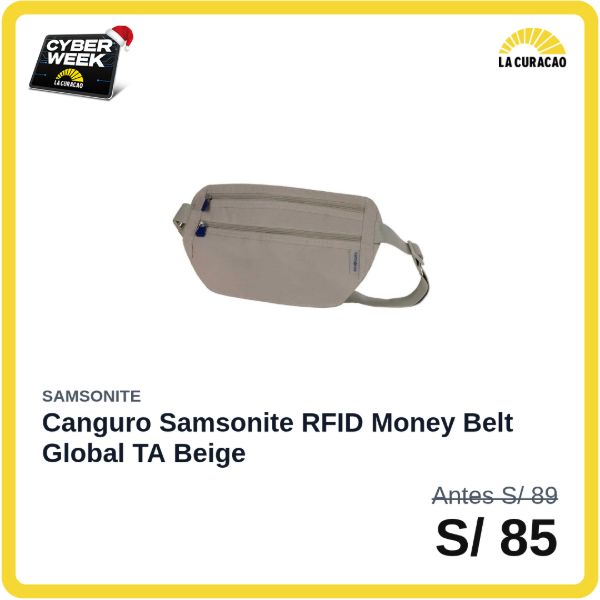 CYBER
WEEK
LA CURACAO
LA CURACAO
SAMSONITE
Canguro Samsonite RFID Money Belt
Global TA Beige
Antes S/ 89
S/ 85